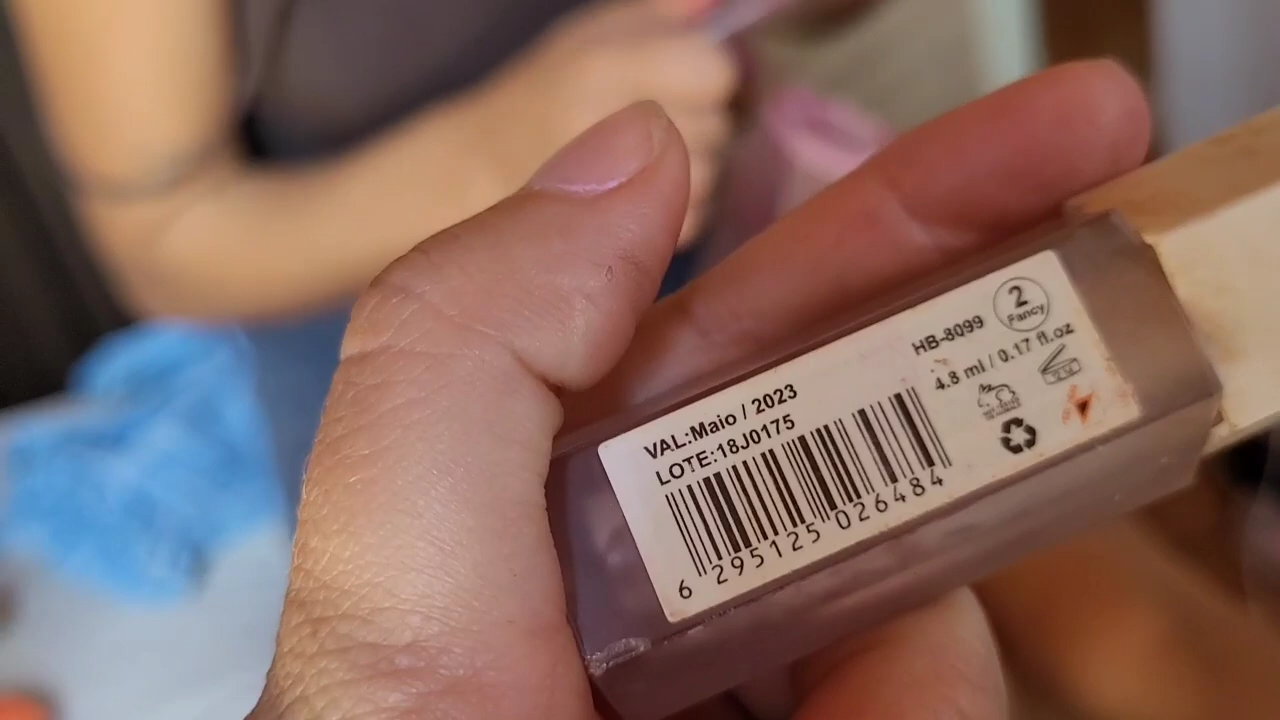 VAL:Maio / 2023
LOTE:18J0175
6 295125 026484
HB-8099
2
Fancy
4.8 ml / 0.17 fl.oz